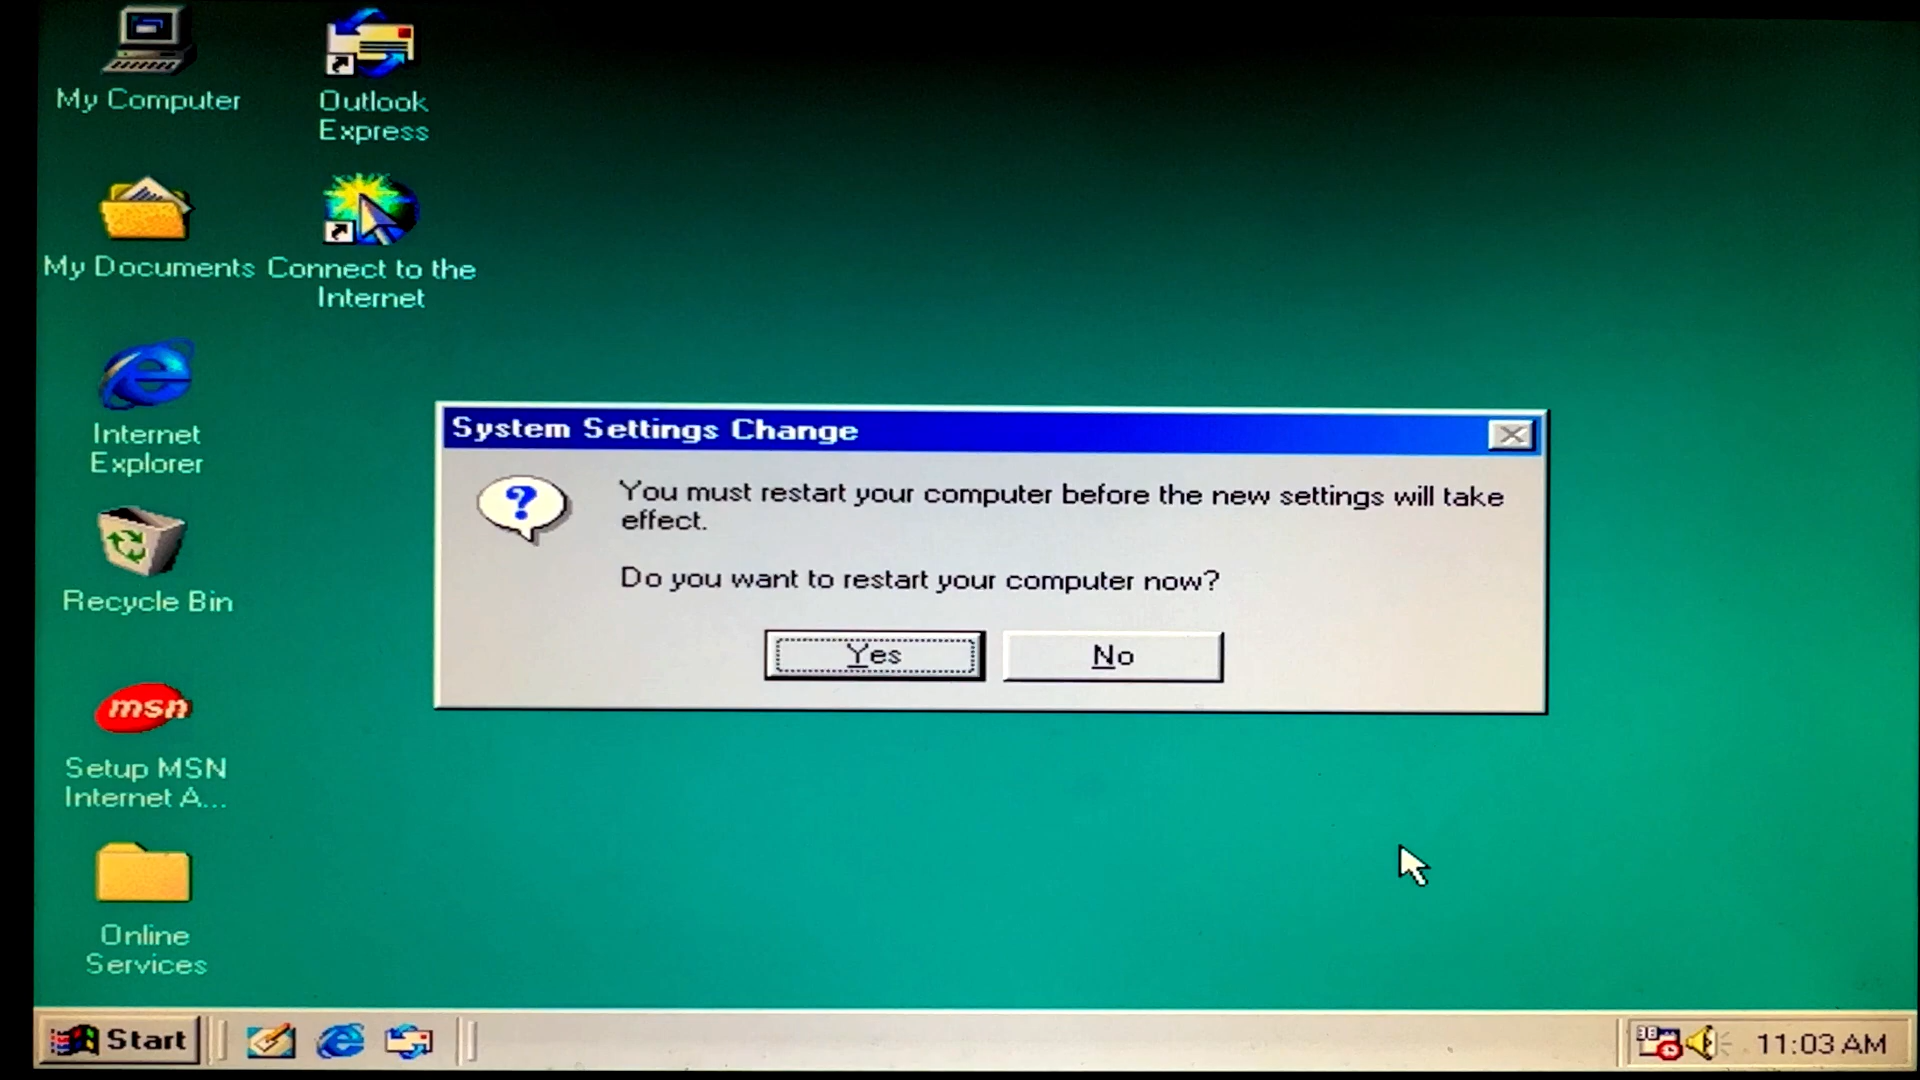 My Computer
Outlook
Express
My Documents
Connect to the
Internet
Internet
Explorer
Recycle Bin
msn
Setup MSN
Internet A...
Online
Services
System Settings Change
You must restart your computer before the new settings will take
effect.
Do you want to restart your computer now?
Yes
No
Start
11:03 AM